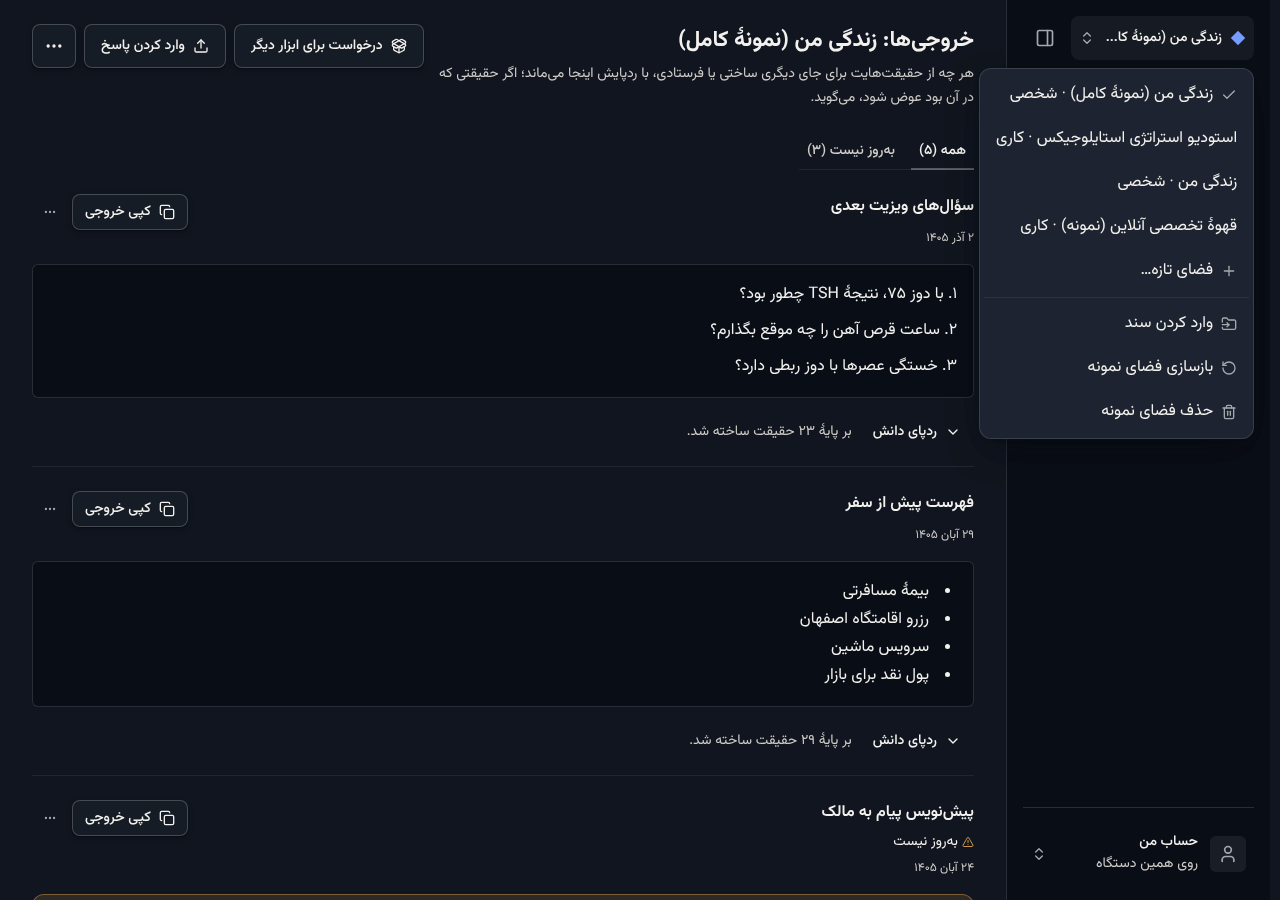 زندگی من (نمونهٔ کا...
زندگی من (نمونهٔ کامل) · شخصی
استودیو استراتژی استایلوجیکس · کاری
زندگی من · شخصی
قهوهٔ تخصصی آنلاین (نمونه) · کاری
فضای تازه...
وارد کردن سند
بازسازی فضای نمونه
حذف فضای نمونه
حساب من
روی همین دستگاه
خروجی‌ها: زندگی من (نمونهٔ کامل)
درخواست برای ابزار دیگر
وارد کردن پاسخ
هر چه از حقیقت‌هایت برای جای دیگری ساختی یا فرستادی، با ردپایش اینجا می‌ماند؛ اگر حقیقتی که
در آن بود عوض شود، می‌گوید.
همه (۵)
به‌روز نیست (۳)
سؤال‌های ویزیت بعدی
کپی خروجی
۲ آذر ۱۴۰۵
۱. با دوز ۷۵، نتیجهٔ TSH چطور بود؟
۲. ساعت قرص آهن را چه موقع بگذارم؟
۳. خستگی عصرها با دوز ربطی دارد؟
ردپای دانش
بر پایهٔ ۲۳ حقیقت ساخته شد.
فهرست پیش از سفر
کپی خروجی
۲۹ آبان ۱۴۰۵
• بیمهٔ مسافرتی
• رزرو اقامتگاه اصفهان
• سرویس ماشین
• پول نقد برای بازار
ردپای دانش
بر پایهٔ ۲۹ حقیقت ساخته شد.
پیش‌نویس پیام به مالک
کپی خروجی
به‌روز نیست
۲۴ آبان ۱۴۰۵